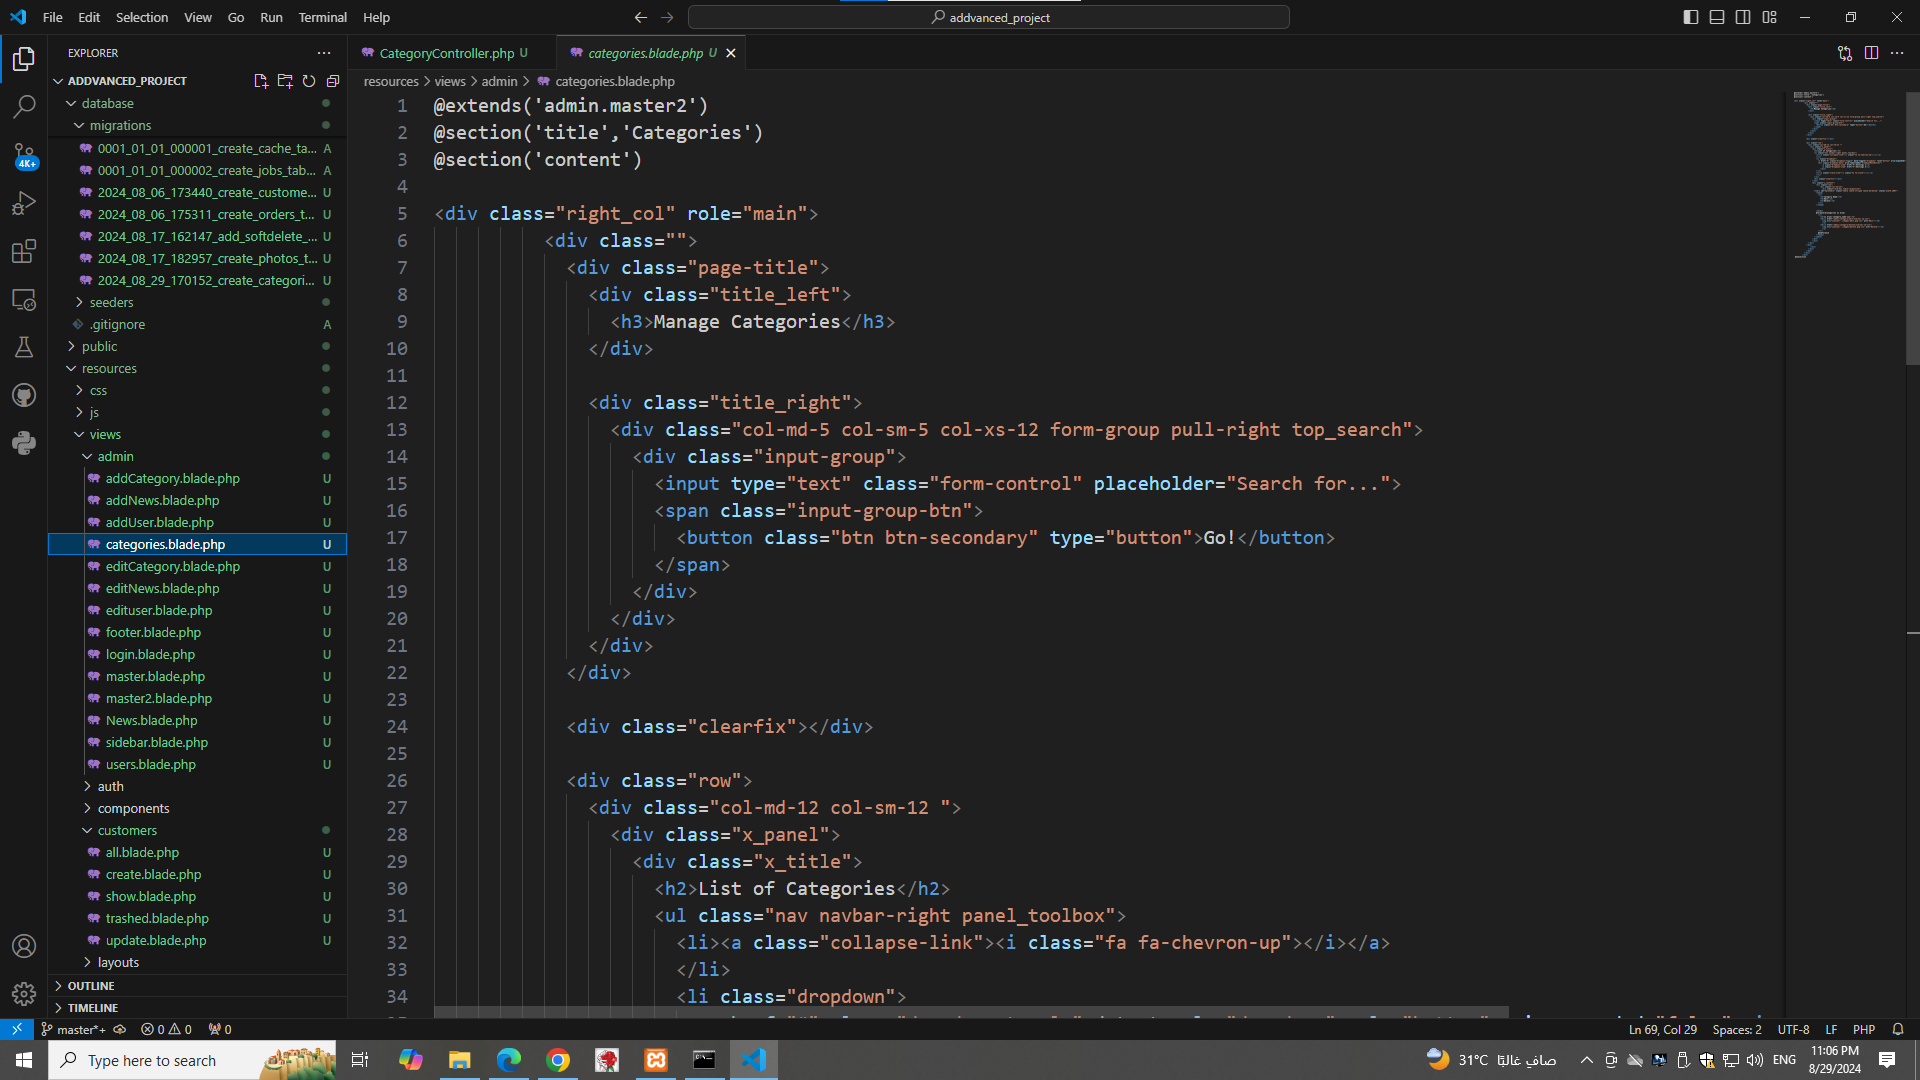 File Edit Selection View Go Run Terminal Help
addvanced_project
EXPLORER
ADDVANCED_PROJECT
database
migrations
0001_01_01_000001_create_cache_ta... A
0001_01_01_000002_create_jobs_tab... A
2024_08_06_173440_create_custome... U
2024_08_06_175311_create_orders_t... U
2024_08_17_162147_add_softdelete_... U
2024_08_17_182957_create_photos_t... U
2024_08_29_170152_create_categori... U
seeders
.gitignore A
public
resources
css
js
views
admin
addCategory.blade.php U
addNews.blade.php U
addUser.blade.php U
categories.blade.php U
editCategory.blade.php U
editNews.blade.php U
edituser.blade.php U
footer.blade.php U
login.blade.php U
master.blade.php U
master2.blade.php U
News.blade.php U
sidebar.blade.php U
users.blade.php U
auth
components
customers
all.blade.php U
create.blade.php U
show.blade.php U
trashed.blade.php U
update.blade.php U
layouts
OUTLINE
TIMELINE
4K+
CategoryController.php U
categories.blade.php U
resources > views > admin > categories.blade.php
1 @extends('admin.master2')
2 @section('title','Categories')
3 @section('content')
4
5 <div class="right_col" role="main">
6 <div class="">
7 <div class="page-title">
8 <div class="title_left">
9 <h3>Manage Categories</h3>
10 </div>
11
12 <div class="title_right">
13 <div class="col-md-5 col-sm-5 col-xs-12 form-group pull-right top_search">
14 <div class="input-group">
15 <input type="text" class="form-control" placeholder="Search for...">
16 <span class="input-group-btn">
17 <button class="btn btn-secondary" type="button">Go!</button>
18 </span>
19 </div>
20 </div>
21 </div>
22 </div>
23
24 <div class="clearfix"></div>
25
26 <div class="row">
27 <div class="col-md-12 col-sm-12 ">
28 <div class="x_panel">
29 <div class="x_title">
30 <h2>List of Categories</h2>
31 <ul class="nav navbar-right panel_toolbox">
32 <li><a class="collapse-link"><i class="fa fa-chevron-up"></i></a>
33 </li>
34 <li class="dropdown">
master*+ 0 0 0
Ln 69, Col 29 Spaces: 2 UTF-8 LF PHP
Type here to search
31°C صاف غالبًا
ENG
11:06 PM
8/29/2024